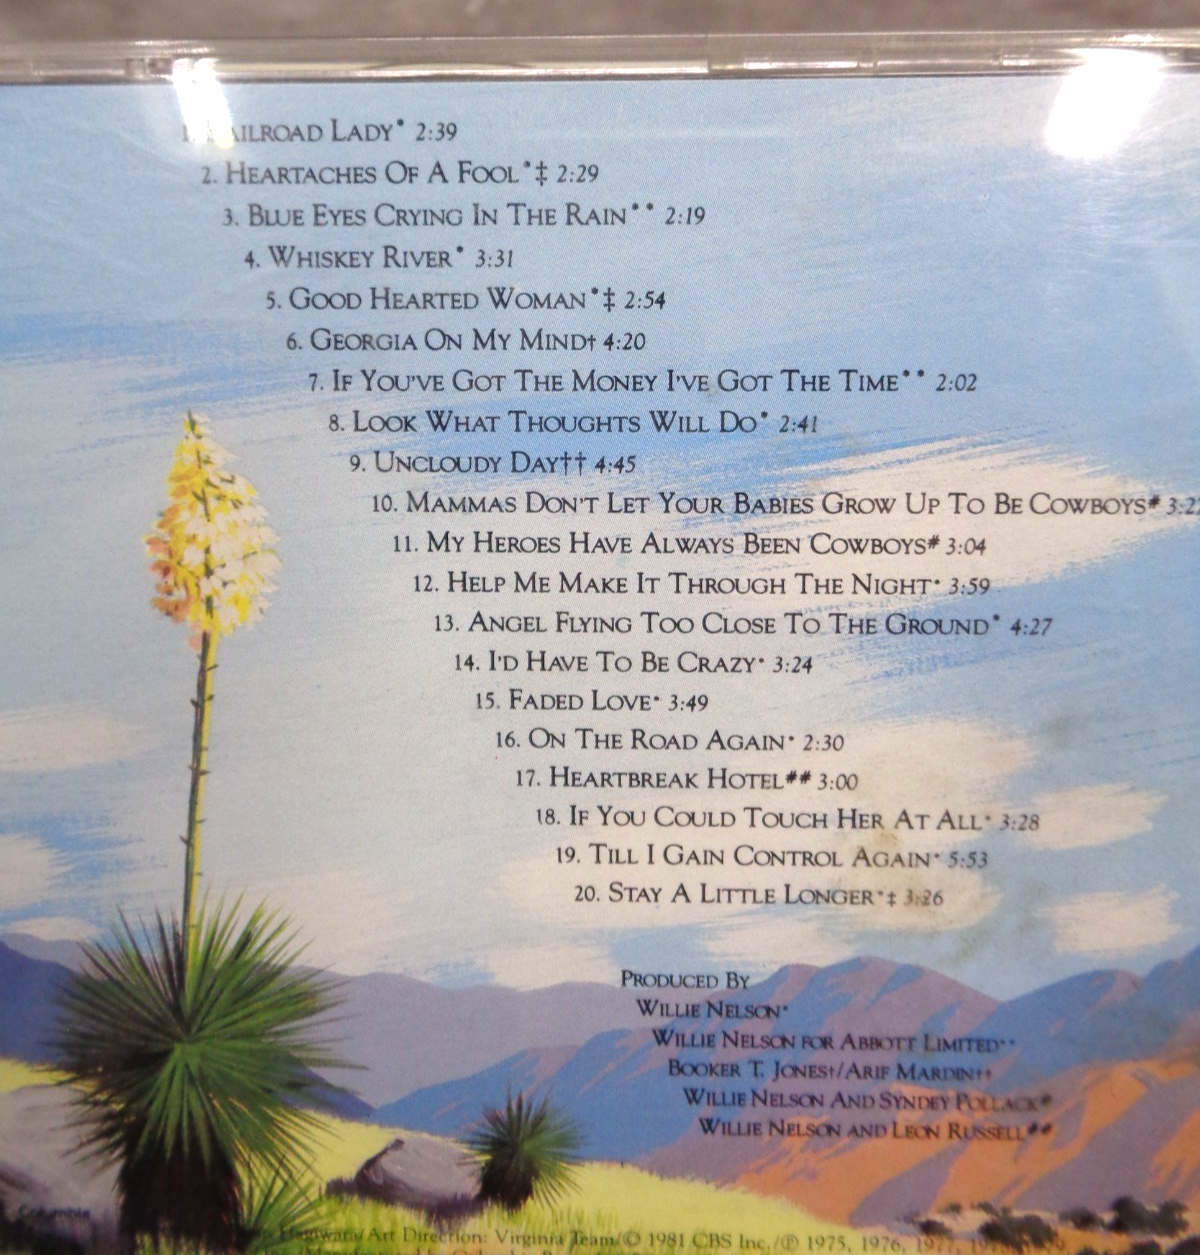 1. RAILROAD LADY* 2:39
2. HEARTACHES OF A FOOL*‡ 2:29
3. BLUE EYES CRYING IN THE RAIN** 2:19
4. WHISKEY RIVER* 3:31
5. GOOD HEARTED WOMAN*‡ 2:54
6. GEORGIA ON MY MIND† 4:20
7. IF YOU'VE GOT THE MONEY I'VE GOT THE TIME** 2:02
8. LOOK WHAT THOUGHTS WILL DO* 2:41
9. UNCLOUDY DAY†† 4:45
10. MAMMAS DON'T LET YOUR BABIES GROW UP TO BE COWBOYS#
11. MY HEROES HAVE ALWAYS BEEN COWBOYS# 3:04
12. HELP ME MAKE IT THROUGH THE NIGHT* 3:59
13. ANGEL FLYING TOO CLOSE TO THE GROUND* 4:27
14. I'D HAVE TO BE CRAZY* 3:24
15. FADED LOVE* 3:49
16. ON THE ROAD AGAIN* 2:30
17. HEARTBREAK HOTEL## 3:00
18. IF YOU COULD TOUCH HER AT ALL* 3:28
19. TILL I GAIN CONTROL AGAIN* 5:53
20. STAY A LITTLE LONGER*‡ 3:26
PRODUCED BY
WILLIE NELSON*
WILLIE NELSON FOR ABBOTT LIMITED**
BOOKER T. JONES†/ARIF MARDIN††
WILLIE NELSON AND SYNDEY POLLACK#
WILLIE NELSON AND LEON RUSSELL##
Columbia
Hagiwara/Art Direction: Virginia Team/© 1981 CBS Inc./℗ 1975, 1976, 1977,